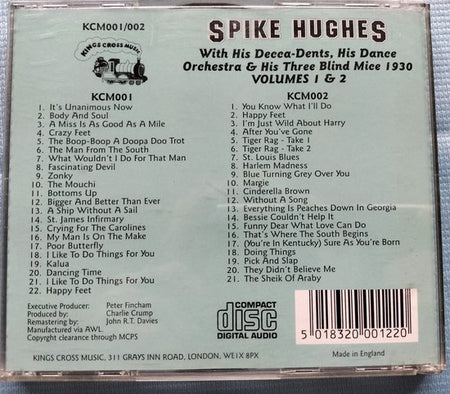 KCM001/002
KINGS CROSS MUSIC
SPIKE HUGHES
With His Decca-Dents, His Dance
Orchestra & His Three Blind Mice 1930
VOLUMES 1 & 2
KCM001
1. It's Unanimous Now
2. Body And Soul
3. A Miss Is As Good As A Mile
4. Crazy Feet
5. The Boop-Boop A Doopa Doo Trot
6. The Man From The South
7. What Wouldn't I Do For That Man
8. Fascinating Devil
9. Zonky
10. The Mouchi
11. Bottoms Up
12. Bigger And Better Than Ever
13. A Ship Without A Sail
14. St. James Infirmary
15. Crying For The Carolines
16. My Man Is On The Make
17. Poor Butterfly
18. I Like To Do Things For You
19. Kalua
20. Dancing Time
21. I Like To Do Things For You
22. Happy Feet
KCM002
1. You Know What I'll Do
2. Happy Feet
3. I'm Just Wild About Harry
4. After You've Gone
5. Tiger Rag - Take 1
6. Tiger Rag - Take 2
7. St. Louis Blues
8. Harlem Madness
9. Blue Turning Grey Over You
10. Margie
11. Cinderella Brown
12. Without A Song
13. Everything Is Peaches Down In Georgia
14. Bessie Couldn't Help It
15. Funny Dear What Love Can Do
16. That's Where The South Begins
17. (You're In Kentucky) Sure As You're Born
18. Doing Things
19. Pick And Slap
20. They Didn't Believe Me
21. The Sheik Of Araby
Executive Producer: Peter Fincham
Produced by: Charlie Crump
Remastering by: John R.T. Davies
Manufactured via AWL.
Copyright clearance through MCPS
KINGS CROSS MUSIC, 311 GRAYS INN ROAD, LONDON, WE1X 8PX
COMPACT
disc
DIGITAL AUDIO
5 018320 001220
Made in England